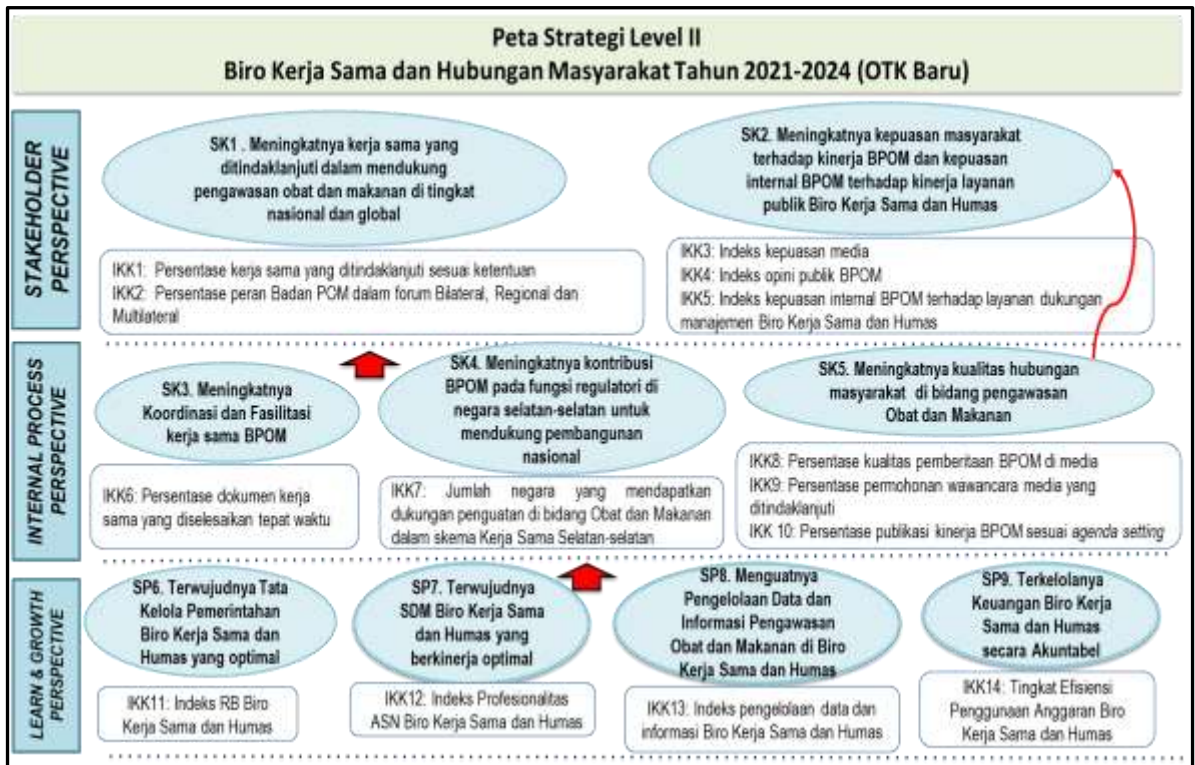 Peta Strategi Level II
Biro Kerja Sama dan Hubungan Masyarakat Tahun 2021-2024 (OTK Baru)
STAKEHOLDER
PERSPECTIVE
SK1 . Meningkatnya kerja sama yang
ditindaklanjuti dalam mendukung
pengawasan obat dan makanan di tingkat
nasional dan global
IKK1: Persentase kerja sama yang ditindaklanjuti sesuai ketentuan
IKK2: Persentase peran Badan POM dalam forum Bilateral, Regional dan
Multilateral
SK2. Meningkatnya kepuasan masyarakat
terhadap kinerja BPOM dan kepuasan
internal BPOM terhadap kinerja layanan
publik Biro Kerja Sama dan Humas
IKK3: Indeks kepuasan media
IKK4: Indeks opini publik BPOM
IKK5: Indeks kepuasan internal BPOM terhadap layanan dukungan
manajemen Biro Kerja Sama dan Humas
INTERNAL PROCESS
PERSPECTIVE
SK3. Meningkatnya
Koordinasi dan Fasilitasi
kerja sama BPOM
IKK6: Persentase dokumen kerja
sama yang diselesaikan tepat waktu
SK4. Meningkatnya kontribusi
BPOM pada fungsi regulatori di
negara selatan-selatan untuk
mendukung pembangunan
nasional
IKK7: Jumlah negara yang mendapatkan
dukungan penguatan di bidang Obat dan Makanan
dalam skema Kerja Sama Selatan-selatan
SK5. Meningkatnya kualitas hubungan
masyarakat di bidang pengawasan
Obat dan Makanan
IKK8: Persentase kualitas pemberitaan BPOM di media
IKK9: Persentase permohonan wawancara media yang
ditindaklanjuti
IKK 10: Persentase publikasi kinerja BPOM sesuai agenda setting
LEARN & GROWTH
PERSPECTIVE
SP6. Terwujudnya Tata
Kelola Pemerintahan
Biro Kerja Sama dan
Humas yang optimal
IKK11: Indeks RB Biro
Kerja Sama dan Humas
SP7. Terwujudnya
SDM Biro Kerja Sama
dan Humas yang
berkinerja optimal
IKK12: Indeks Profesionalitas
ASN Biro Kerja Sama dan Humas
SP8. Menguatnya
Pengelolaan Data dan
Informasi Pengawasan
Obat dan Makanan di Biro
Kerja Sama dan Humas
IKK13: Indeks pengelolaan data dan
informasi Biro Kerja Sama dan Humas
SP9. Terkelolanya
Keuangan Biro Kerja
Sama dan Humas
secara Akuntabel
IKK14: Tingkat Efisiensi
Penggunaan Anggaran Biro
Kerja Sama dan Humas